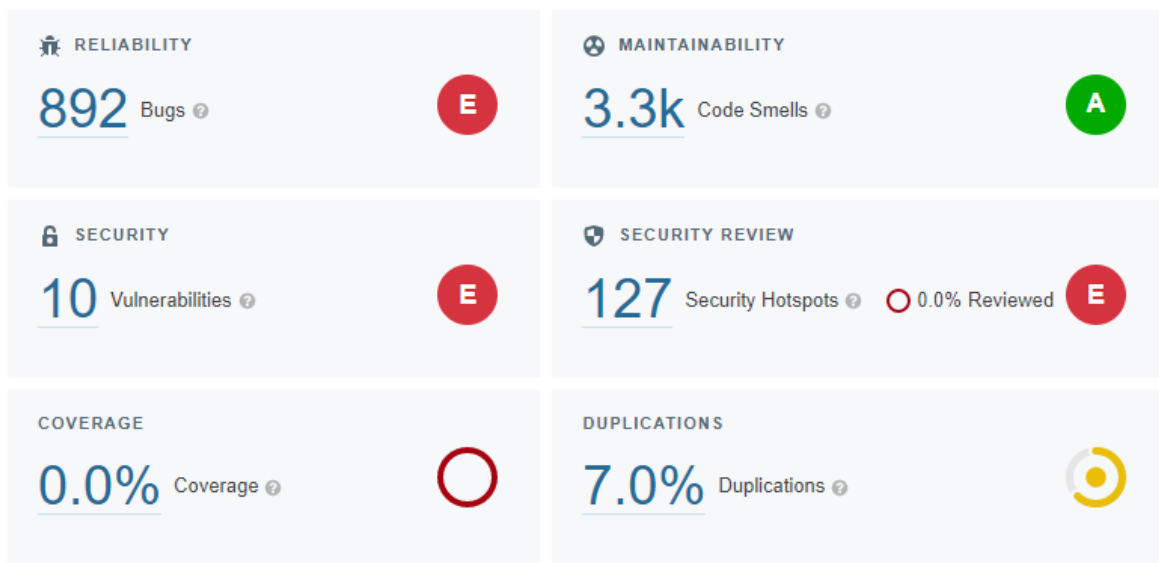 RELIABILITY
892 Bugs ?
E
MAINTAINABILITY
3.3k Code Smells ?
A
SECURITY
10 Vulnerabilities ?
E
SECURITY REVIEW
127 Security Hotspots ? 0.0% Reviewed
E
COVERAGE
0.0% Coverage ?
DUPLICATIONS
7.0% Duplications ?